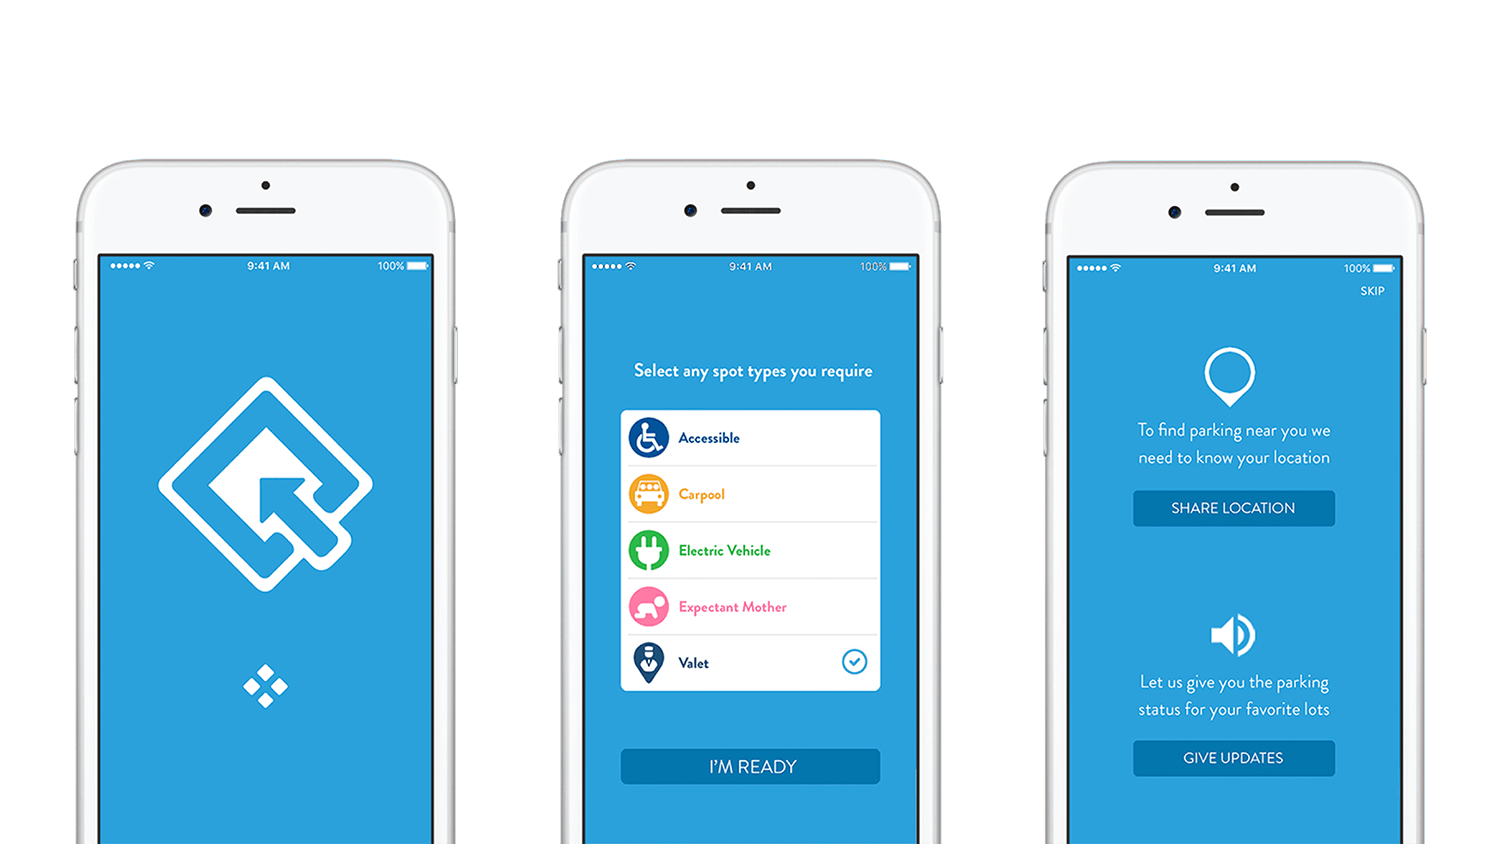 9:41 AM
100%
9:41 AM
100%
Select any spot types you require
Accessible
Carpool
Electric Vehicle
Expectant Mother
Valet
I'M READY
9:41 AM
100%
SKIP
To find parking near you we
need to know your location
SHARE LOCATION
Let us give you the parking
status for your favorite lots
GIVE UPDATES